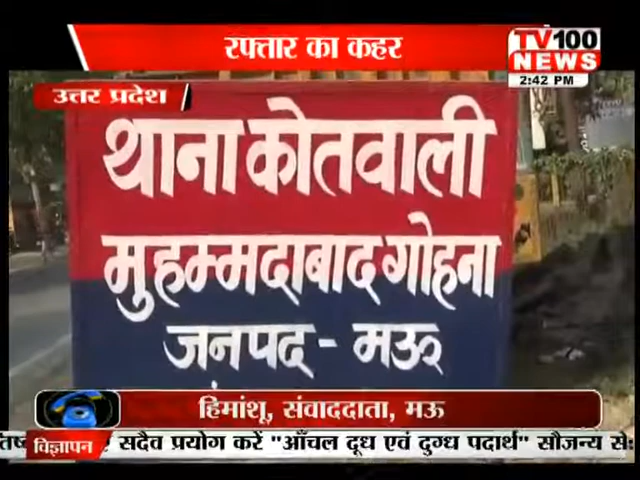 रफ्तार का कहर
TV100
NEWS
2:42 PM
उत्तर प्रदेश
थाना कोतवाली
मुहम्मदाबाद गोहना
जनपद - मऊ
हिमांशू, संवाददाता, मऊ
विज्ञापन सदैव प्रयोग करें "आँचल दूध एवं दुग्ध पदार्थ" सौजन्य से: